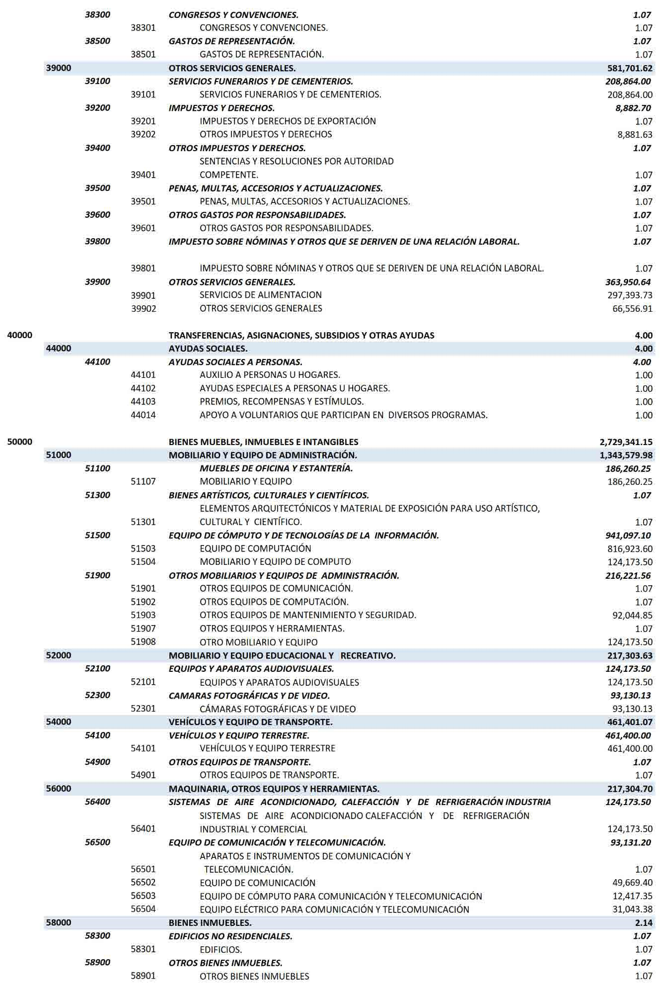 38300 CONGRESOS Y CONVENCIONES. 1.07
38301 CONGRESOS Y CONVENCIONES. 1.07
38500 GASTOS DE REPRESENTACIÓN. 1.07
38501 GASTOS DE REPRESENTACIÓN. 1.07
39000 OTROS SERVICIOS GENERALES. 581,701.62
39100 SERVICIOS FUNERARIOS Y DE CEMENTERIOS. 208,864.00
39101 SERVICIOS FUNERARIOS Y DE CEMENTERIOS. 208,864.00
39200 IMPUESTOS Y DERECHOS. 8,882.70
39201 IMPUESTOS Y DERECHOS DE EXPORTACIÓN 1.07
39202 OTROS IMPUESTOS Y DERECHOS 8,881.63
39400 OTROS IMPUESTOS Y DERECHOS. 1.07
SENTENCIAS Y RESOLUCIONES POR AUTORIDAD
39401 COMPETENTE. 1.07
39500 PENAS, MULTAS, ACCESORIOS Y ACTUALIZACIONES. 1.07
39501 PENAS, MULTAS, ACCESORIOS Y ACTUALIZACIONES. 1.07
39600 OTROS GASTOS POR RESPONSABILIDADES. 1.07
39601 OTROS GASTOS POR RESPONSABILIDADES. 1.07
39800 IMPUESTO SOBRE NÓMINAS Y OTROS QUE SE DERIVEN DE UNA RELACIÓN LABORAL. 1.07
39801 IMPUESTO SOBRE NÓMINAS Y OTROS QUE SE DERIVEN DE UNA RELACIÓN LABORAL. 1.07
39900 OTROS SERVICIOS GENERALES. 363,950.64
39901 SERVICIOS DE ALIMENTACION 297,393.73
39902 OTROS SERVICIOS GENERALES 66,556.91
40000 TRANSFERENCIAS, ASIGNACIONES, SUBSIDIOS Y OTRAS AYUDAS 4.00
44000 AYUDAS SOCIALES. 4.00
44100 AYUDAS SOCIALES A PERSONAS. 4.00
44101 AUXILIO A PERSONAS U HOGARES. 1.00
44102 AYUDAS ESPECIALES A PERSONAS U HOGARES. 1.00
44103 PREMIOS, RECOMPENSAS Y ESTÍMULOS. 1.00
44014 APOYO A VOLUNTARIOS QUE PARTICIPAN EN DIVERSOS PROGRAMAS. 1.00
50000 BIENES MUEBLES, INMUEBLES E INTANGIBLES 2,729,341.15
51000 MOBILIARIO Y EQUIPO DE ADMINISTRACIÓN. 1,343,579.98
51100 MUEBLES DE OFICINA Y ESTANTERÍA. 186,260.25
51107 MOBILIARIO Y EQUIPO 186,260.25
51300 BIENES ARTÍSTICOS, CULTURALES Y CIENTÍFICOS. 1.07
ELEMENTOS ARQUITECTÓNICOS Y MATERIAL DE EXPOSICIÓN PARA USO ARTÍSTICO,
51301 CULTURAL Y CIENTÍFICO. 1.07
51500 EQUIPO DE CÓMPUTO Y DE TECNOLOGÍAS DE LA INFORMACIÓN. 941,097.10
51503 EQUIPO DE COMPUTACIÓN 816,923.60
51504 MOBILIARIO Y EQUIPO DE COMPUTO 124,173.50
51900 OTROS MOBILIARIOS Y EQUIPOS DE ADMINISTRACIÓN. 216,221.56
51901 OTROS EQUIPOS DE COMUNICACIÓN. 1.07
51902 OTROS EQUIPOS DE COMPUTACIÓN. 1.07
51903 OTROS EQUIPOS DE MANTENIMIENTO Y SEGURIDAD. 92,044.85
51907 OTROS EQUIPOS Y HERRAMIENTAS. 1.07
51908 OTRO MOBILIARIO Y EQUIPO 124,173.50
52000 MOBILIARIO Y EQUIPO EDUCACIONAL Y RECREATIVO. 217,303.63
52100 EQUIPOS Y APARATOS AUDIOVISUALES. 124,173.50
52101 EQUIPOS Y APARATOS AUDIOVISUALES 124,173.50
52300 CAMARAS FOTOGRÁFICAS Y DE VIDEO. 93,130.13
52301 CÁMARAS FOTOGRÁFICAS Y DE VIDEO 93,130.13
54000 VEHÍCULOS Y EQUIPO DE TRANSPORTE. 461,401.07
54100 VEHÍCULOS Y EQUIPO TERRESTRE. 461,400.00
54101 VEHÍCULOS Y EQUIPO TERRESTRE 461,400.00
54900 OTROS EQUIPOS DE TRANSPORTE. 1.07
54901 OTROS EQUIPOS DE TRANSPORTE. 1.07
56000 MAQUINARIA, OTROS EQUIPOS Y HERRAMIENTAS. 217,304.70
56400 SISTEMAS DE AIRE ACONDICIONADO, CALEFACCIÓN Y DE REFRIGERACIÓN INDUSTRIA 124,173.50
SISTEMAS DE AIRE ACONDICIONADO CALEFACCIÓN Y DE REFRIGERACIÓN
56401 INDUSTRIAL Y COMERCIAL 124,173.50
56500 EQUIPO DE COMUNICACIÓN Y TELECOMUNICACIÓN. 93,131.20
APARATOS E INSTRUMENTOS DE COMUNICACIÓN Y
56501 TELECOMUNICACIÓN. 1.07
56502 EQUIPO DE COMUNICACIÓN 49,669.40
56503 EQUIPO DE CÓMPUTO PARA COMUNICACIÓN Y TELECOMUNICACIÓN 12,417.35
56504 EQUIPO ELÉCTRICO PARA COMUNICACIÓN Y TELECOMUNICACIÓN 31,043.38
58000 BIENES INMUEBLES. 2.14
58300 EDIFICIOS NO RESIDENCIALES. 1.07
58301 EDIFICIOS. 1.07
58900 OTROS BIENES INMUEBLES. 1.07
58901 OTROS BIENES INMUEBLES 1.07